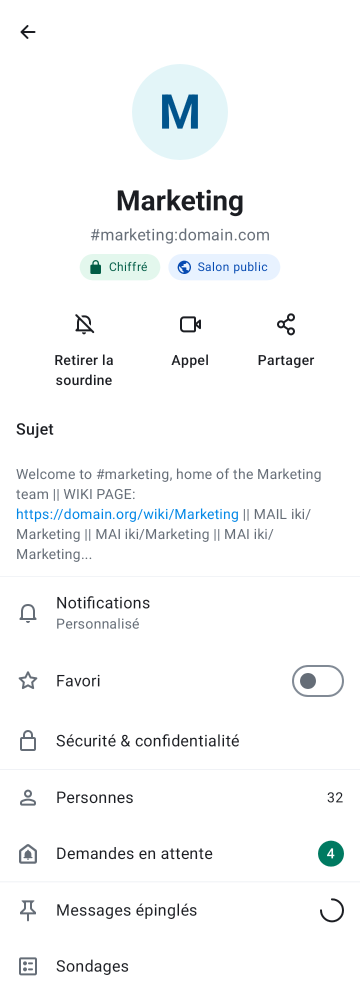 M
Marketing
#marketing:domain.com
Chiffré
Salon public
Retirer la
sourdine
Appel
Partager
Sujet
Welcome to #marketing, home of the Marketing
team || WIKI PAGE:
https://domain.org/wiki/Marketing || MAIL iki/
Marketing || MAI iki/Marketing || MAI iki/
Marketing...
Notifications
Personnalisé
Favori
Sécurité & confidentialité
Personnes 32
Demandes en attente 4
Messages épinglés
Sondages